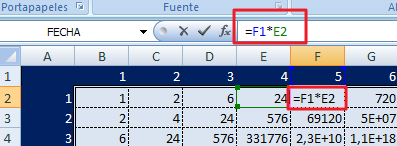 Portapapeles Fuente
FECHA fx =F1*E2
A B C D E F G
1 1 2 3 4 5 6
2 1 1 2 6 24 =F1*E2 720
3 2 2 4 24 576 69120 5E+07
4 3 6 24 576 331776 2,3E+10 1,1E+18